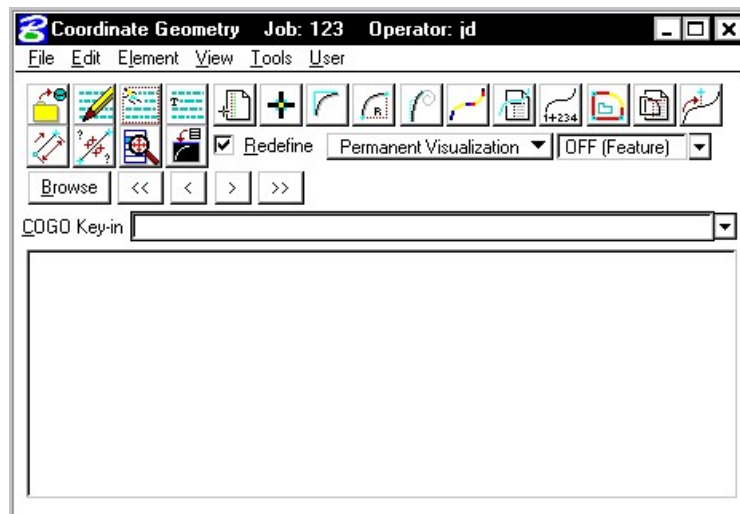 Coordinate Geometry Job: 123 Operator: jd
File Edit Element View Tools User
T
R
1+234
? ? Redefine Permanent Visualization OFF (Feature)
Browse << < > >>
COGO Key-in